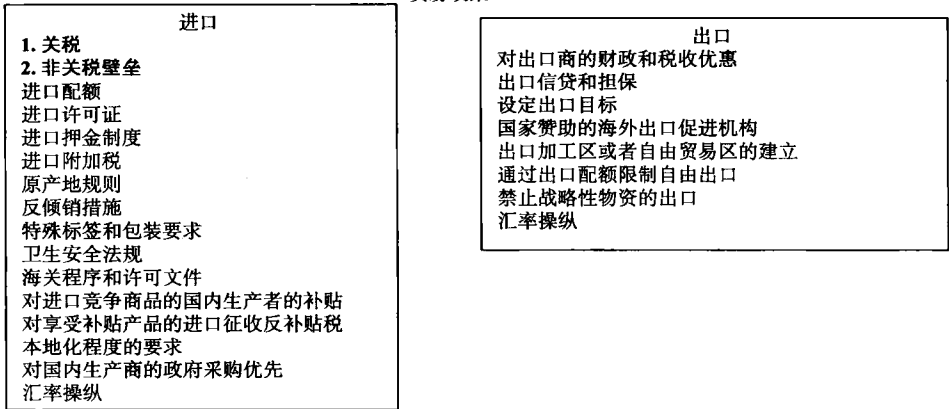 进口
1. 关税
2. 非关税壁垒
进口配额
进口许可证
进口押金制度
进口附加税
原产地规则
反倾销措施
特殊标签和包装要求
卫生安全法规
海关程序和许可文件
对进口竞争商品的国内生产者的补贴
对享受补贴产品的进口征收反补贴税
本地化程度的要求
对国内生产商的政府采购优先
汇率操纵
出口
对出口商的财政和税收优惠
出口信贷和担保
设定出口目标
国家赞助的海外出口促进机构
出口加工区或者自由贸易区的建立
通过出口配额限制自由出口
禁止战略性物资的出口
汇率操纵